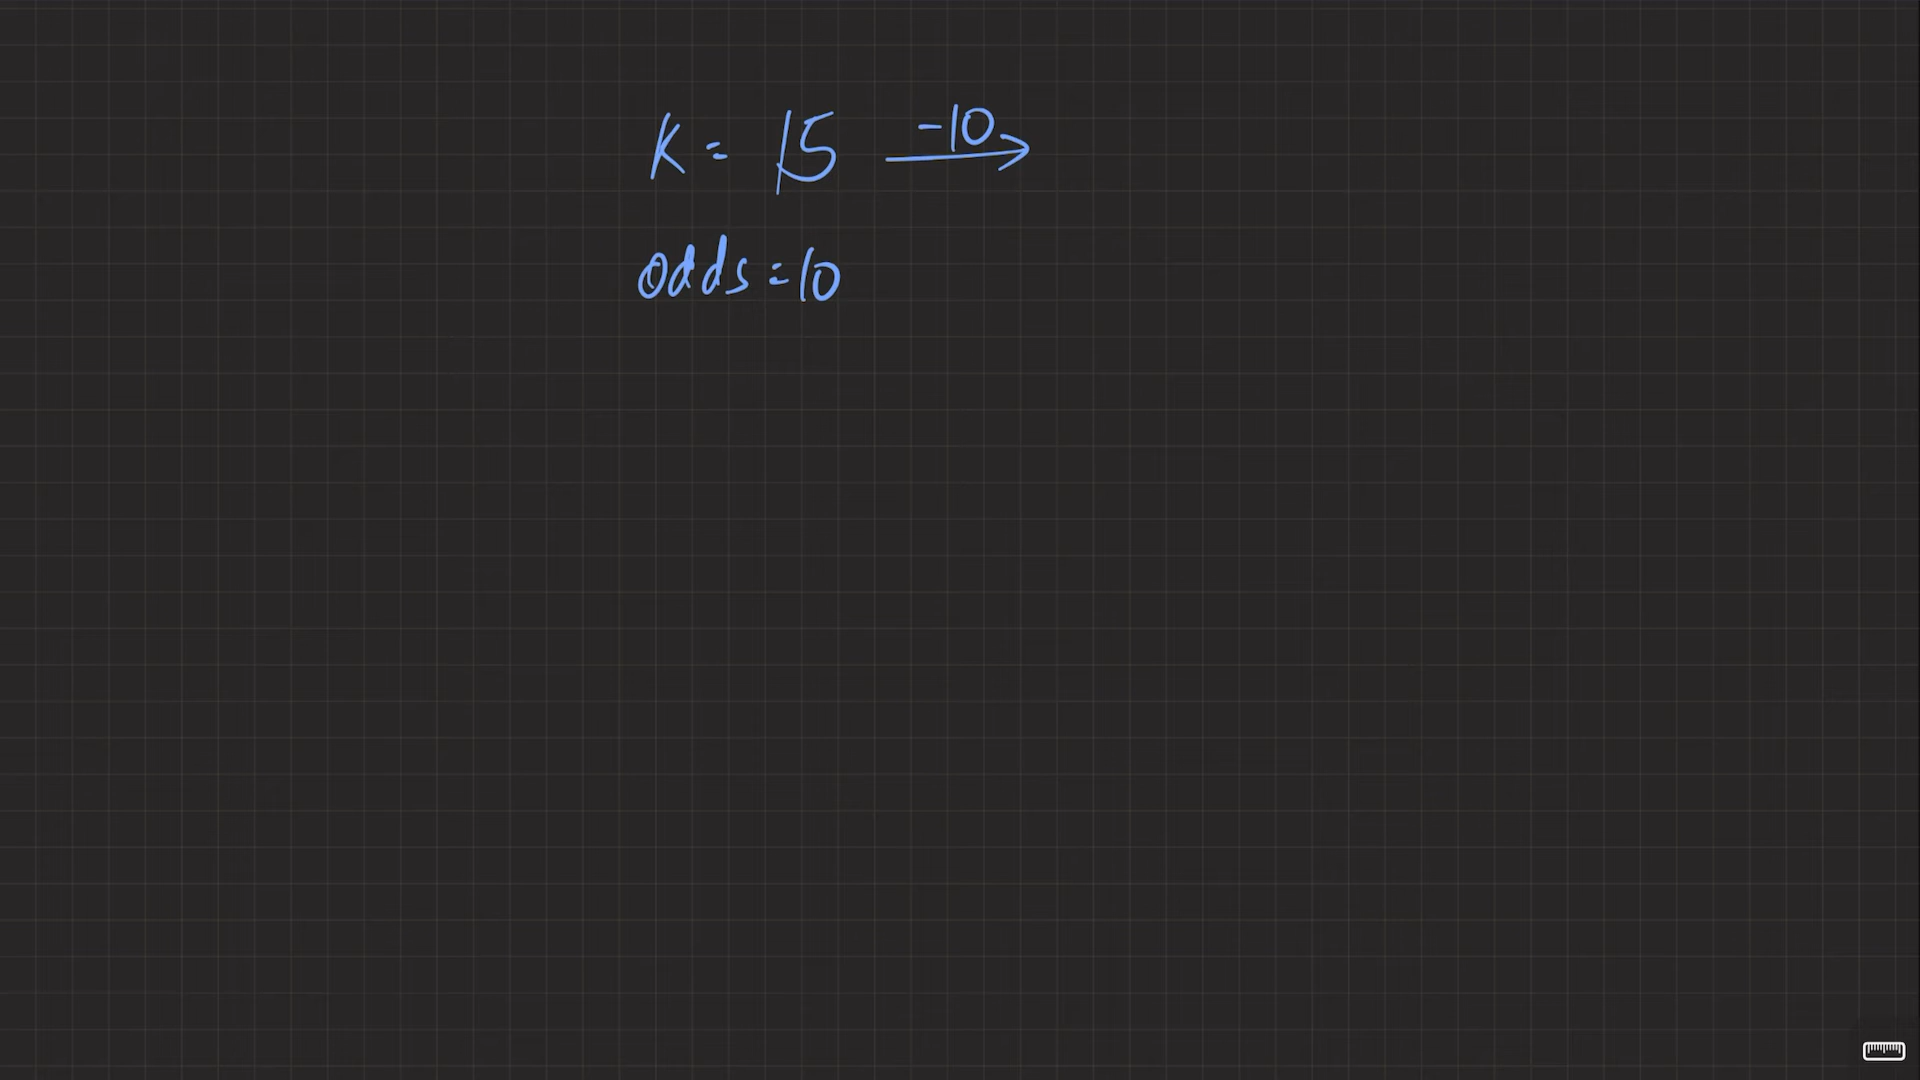 K = 15 -10→
odds = 10